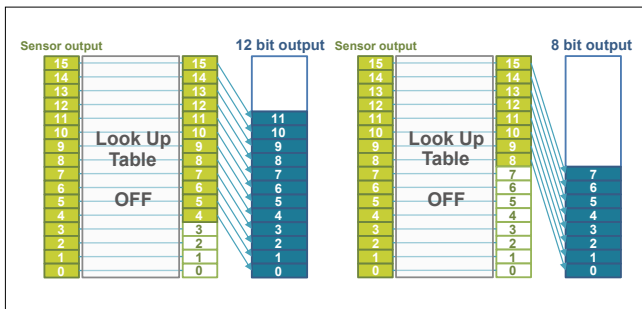 12 bit output
8 bit output
Sensor output
Sensor output
15 15 15 15
14 14 14 14
13 13 13 13
12 12 12 12
11 11 11 11 11
10 10 10 10 10
9 9 9 9 9
8 8 8 8 8
7 7 7 7 7 7
6 6 6 6 6 6
5 5 5 5 5 5
4 4 4 4 4 4
3 3 3 3 3 3
2 2 2 2 2 2
1 1 1 1 1 1
0 0 0 0 0 0
Look Up Look Up
Table Table
OFF OFF